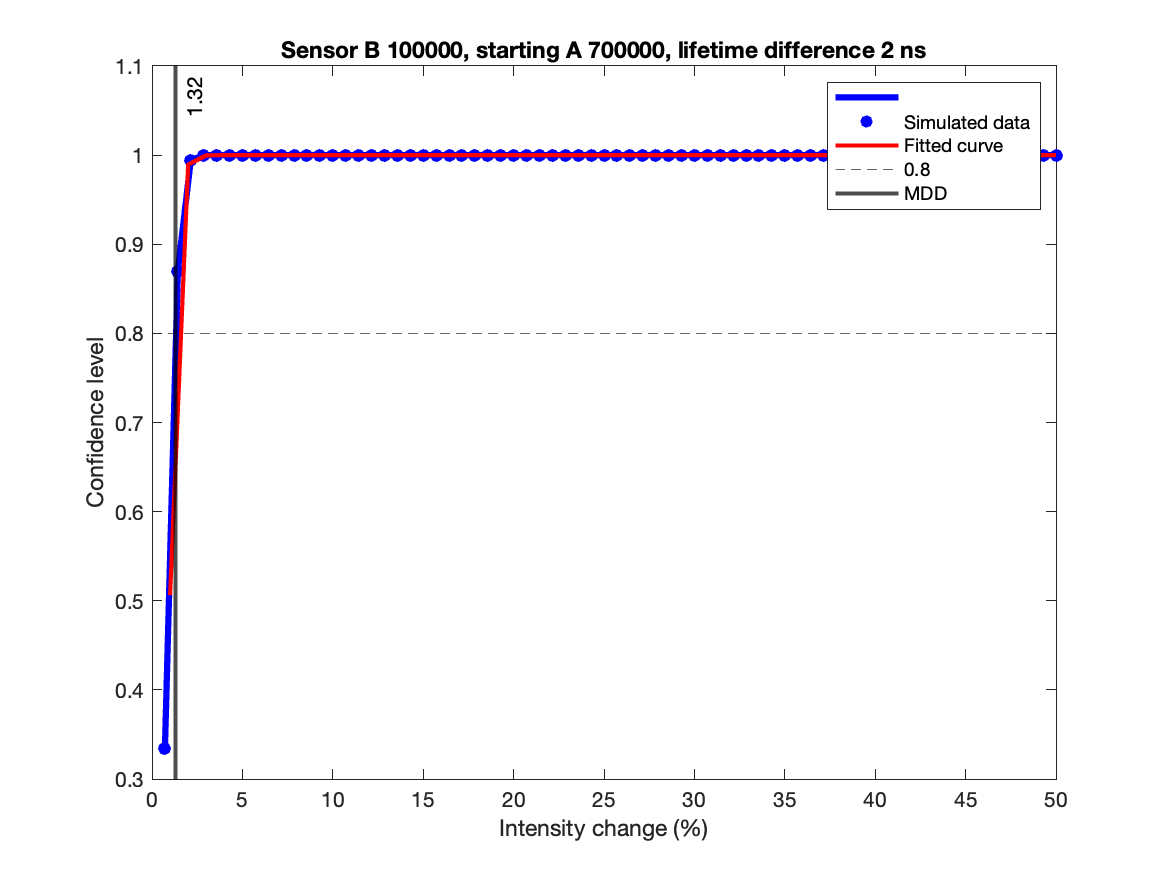 Sensor B 100000, starting A 700000, lifetime difference 2 ns
1.1
1
0.9
0.8
0.7
0.6
0.5
0.4
0.3
Confidence level
1.32
Simulated data
Fitted curve
0.8
MDD
0 5 10 15 20 25 30 35 40 45 50
Intensity change (%)